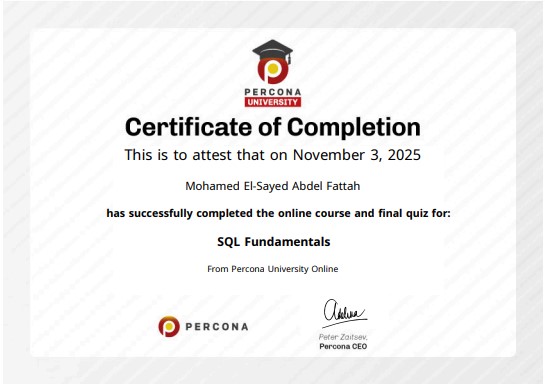 PERCONA
UNIVERSITY
Certificate of Completion
This is to attest that on November 3, 2025
Mohamed El-Sayed Abdel Fattah
has successfully completed the online course and final quiz for:
SQL Fundamentals
From Percona University Online
PERCONA
Peter Zaitsev,
Percona CEO